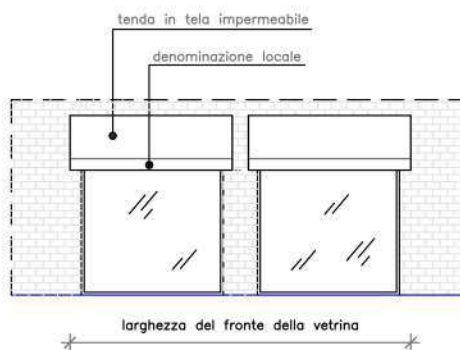 tenda in tela impermeabile
denominazione locale
larghezza del fronte della vetrina